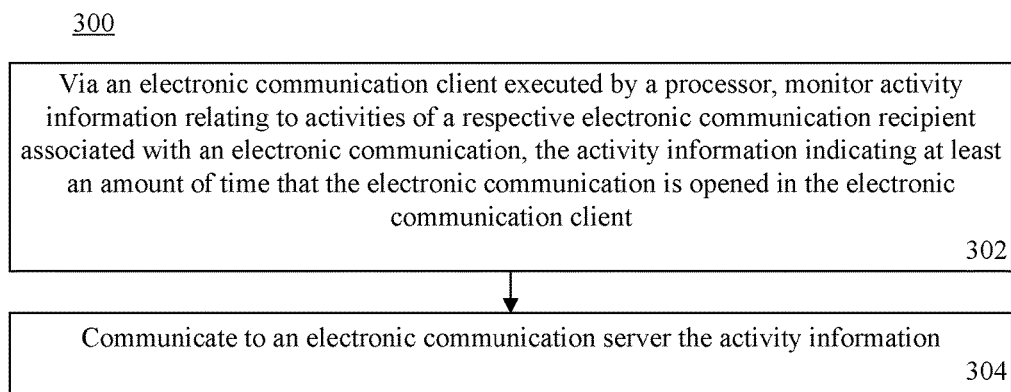 300
Via an electronic communication client executed by a processor, monitor activity
information relating to activities of a respective electronic communication recipient
associated with an electronic communication, the activity information indicating at least
an amount of time that the electronic communication is opened in the electronic
communication client
302
Communicate to an electronic communication server the activity information
304